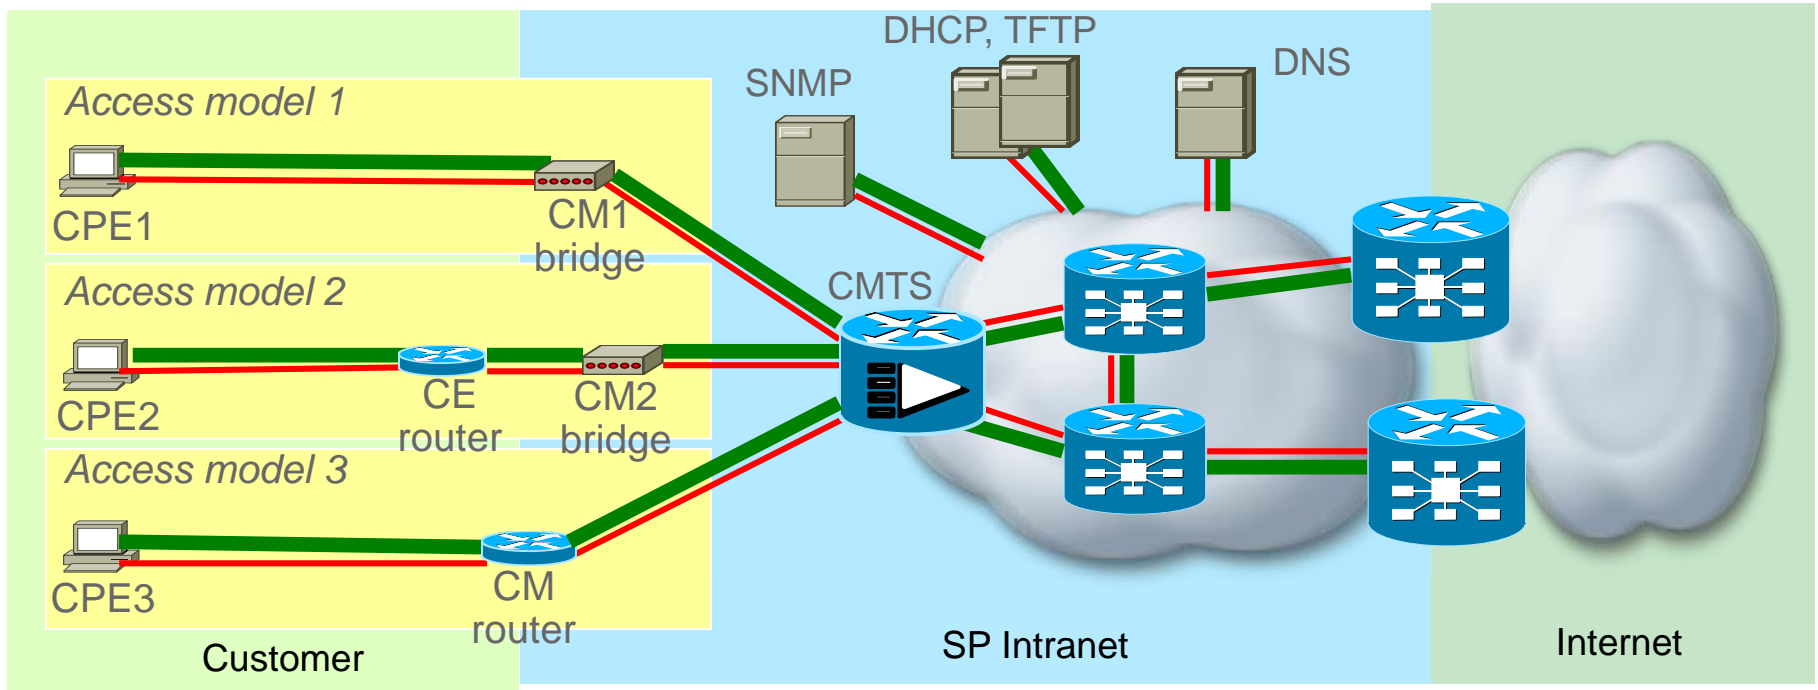 DHCP, TFTP
DNS
SNMP
Access model 1
CPE1
CM1
bridge
Access model 2
CMTS
CPE2
CE
router
CM2
bridge
Access model 3
CPE3
CM
router
Customer
SP Intranet
Internet